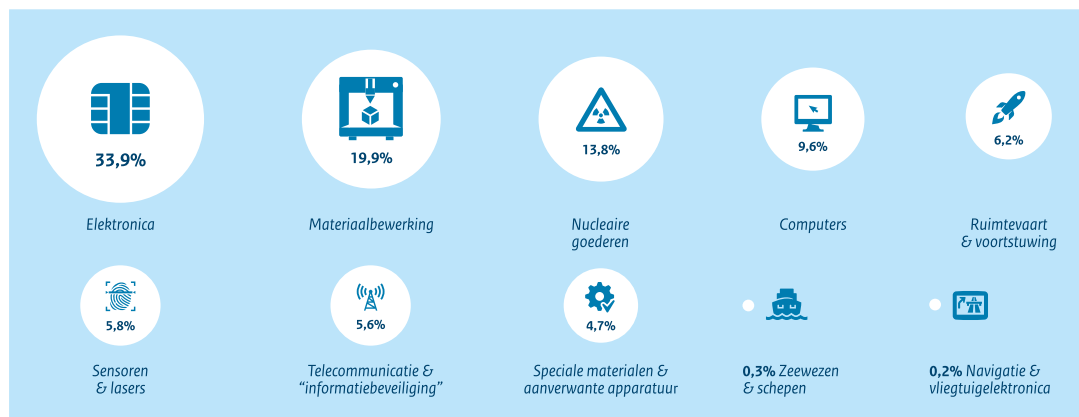 33,9%
Elektronica
19,9%
Materiaalbewerking
13,8%
Nucleaire
goederen
9,6%
Computers
6,2%
Ruimtevaart
& voortstuwing
5,8%
Sensoren
& lasers
5,6%
Telecommunicatie &
“informatiebeveiliging”
4,7%
Speciale materialen &
aanverwante apparatuur
0,3% Zeewezen
& schepen
0,2% Navigatie &
vliegtuigelektronica